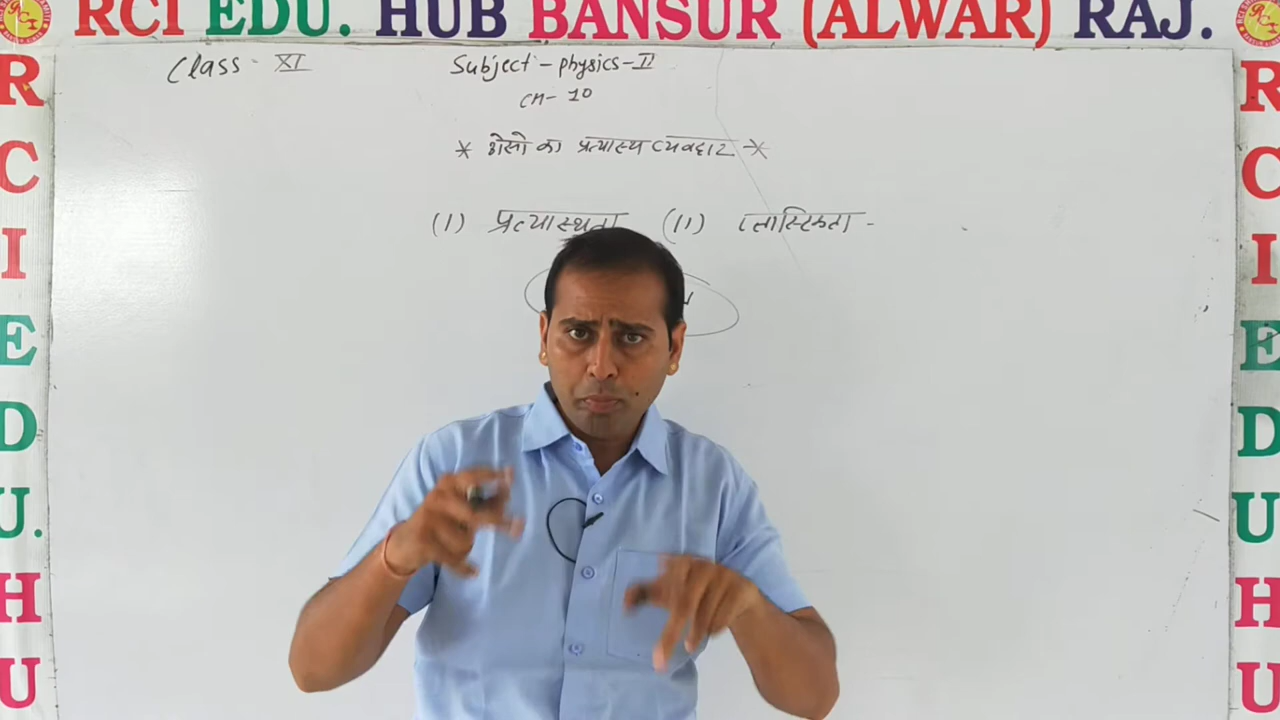 RCI EDU. HUB BANSUR (ALWAR) RAJ.
Class - XI
Subject - physics - II
CH - 10
* ठोसो का प्रत्यास्थ व्यवहार *
(I) प्रत्यास्थता (II) प्लास्टिकता -
R C I E D U. H U
R C I E D U H U